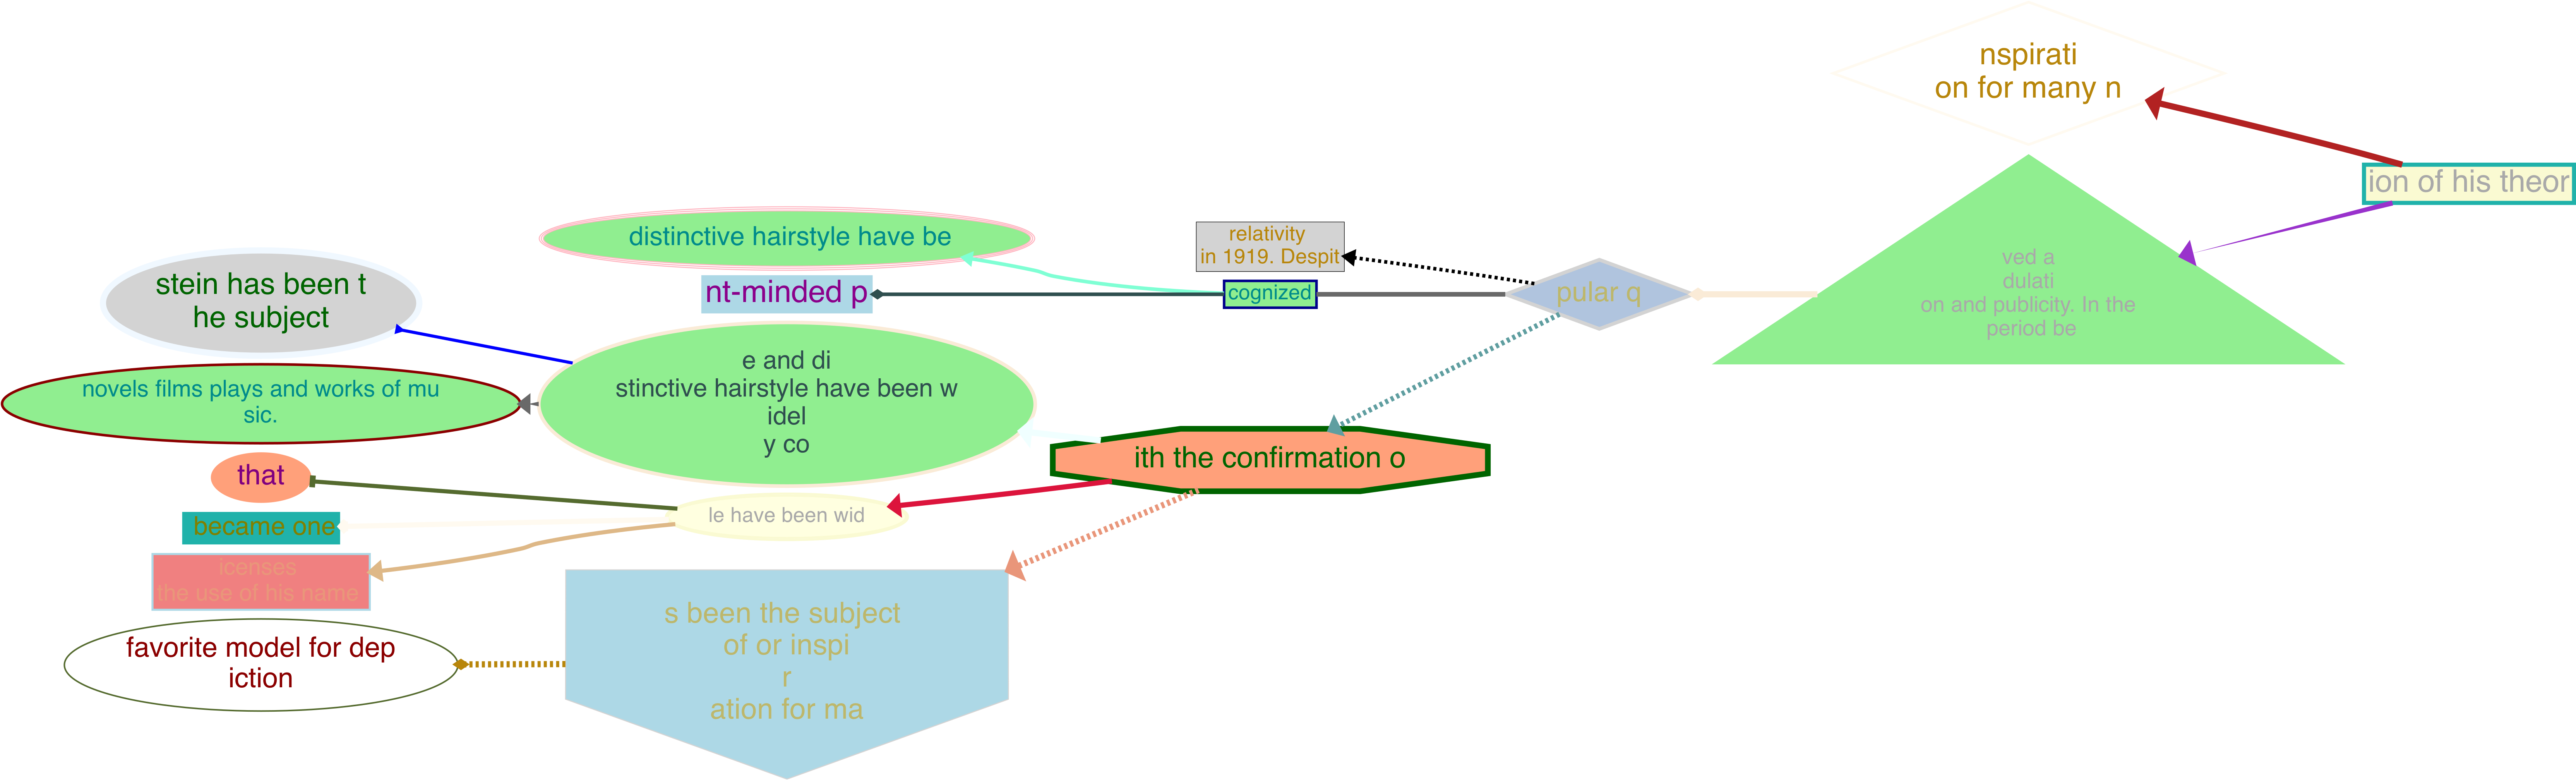 nspirati
on for many n
ion of his theor
ved a
dulati
on and publicity. In the
period be
pular q
relativity
in 1919. Despit
cognized
distinctive hairstyle have be
nt-minded p
ith the confirmation o
e and di
stinctive hairstyle have been w
idel
y co
le have been wid
s been the subject
of or inspi
r
ation for ma
stein has been t
he subject
novels films plays and works of mu
sic.
that
became one
icenses
the use of his name
favorite model for dep
iction